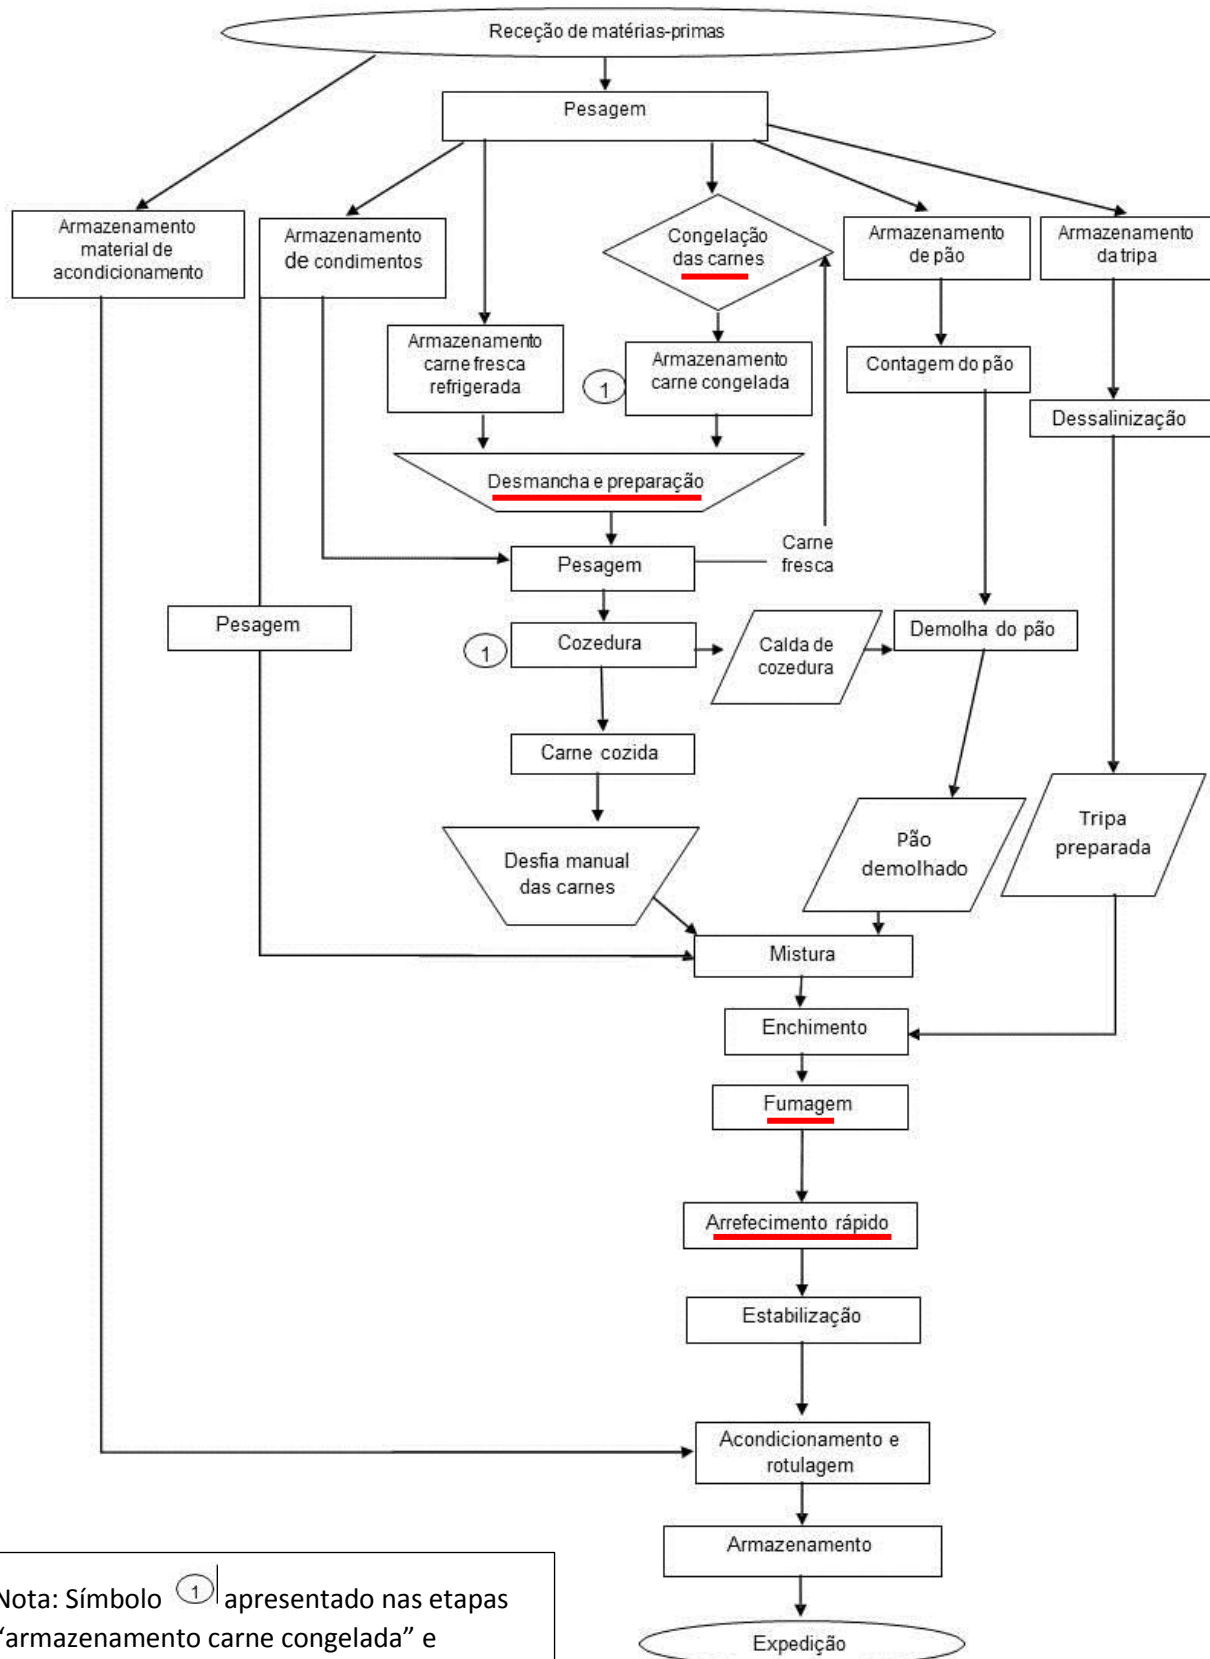 Receção de matérias-primas
Pesagem
Armazenamento
material de
acondicionamento
Armazenamento
de condimentos
Congelação
das carnes
Armazenamento
de pão
Armazenamento
da tripa
Armazenamento
carne fresca
refrigerada
1
Armazenamento
carne congelada
Contagem do pão
Dessalinização
Desmancha e preparação
Pesagem
Carne
fresca
Pesagem
1
Cozedura
Calda de
cozedura
Demolha do pão
Carne cozida
Desfia manual
das carnes
Pão
demolhado
Tripa
preparada
Mistura
Enchimento
Fumagem
Arrefecimento rápido
Estabilização
Acondicionamento e
rotulagem
Armazenamento
Expedição
Nota: Símbolo 1 apresentado nas etapas
“armazenamento carne congelada” e